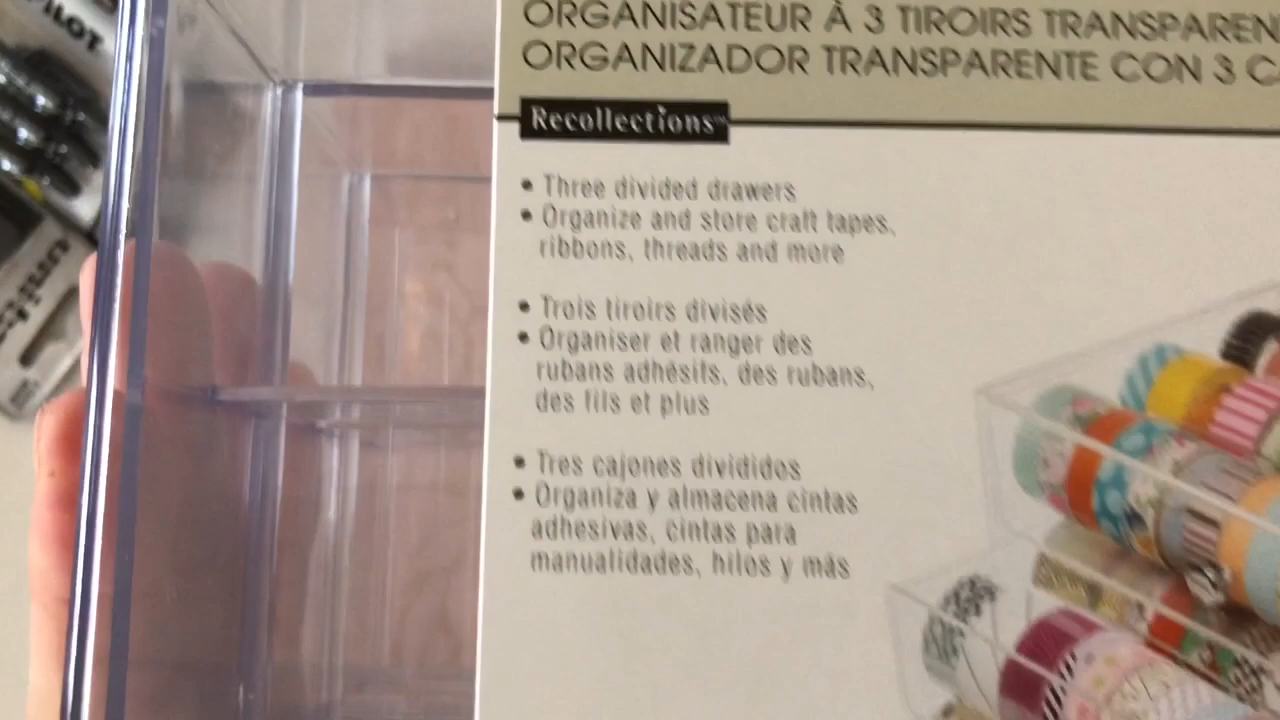 PILOT
ORGANISATEUR À 3 TIROIRS
ORGANIZADOR TRANSPARENTE CON 3
Recollections™
• Three divided drawers
• Organize and store craft tapes,
ribbons, threads and more
• Trois tiroirs divisés
• Organiser et ranger des
rubans adhésifs, des rubans,
des fils et plus
• Tres cajones divididos
• Organiza y almacena cintas
adhesivas, cintas para
manualidades, hilos y más